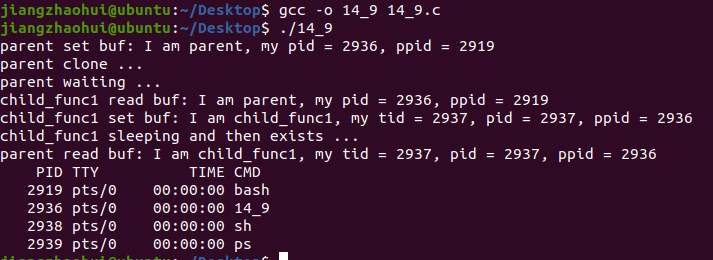 jiangzhaohui@ubuntu:~/Desktop$ gcc -o 14_9 14_9.c
jiangzhaohui@ubuntu:~/Desktop$ ./14_9
parent set buf: I am parent, my pid = 2936, ppid = 2919
parent clone ...
parent waiting ...
child_func1 read buf: I am parent, my pid = 2936, ppid = 2919
child_func1 set buf: I am child_func1, my tid = 2937, pid = 2937, ppid = 2936
child_func1 sleeping and then exists ...
parent read buf: I am child_func1, my tid = 2937, pid = 2937, ppid = 2936
    PID TTY          TIME CMD
   2919 pts/0    00:00:00 bash
   2936 pts/0    00:00:00 14_9
   2938 pts/0    00:00:00 sh
   2939 pts/0    00:00:00 ps
jiangzhaohui@ubuntu:~/Desktop$